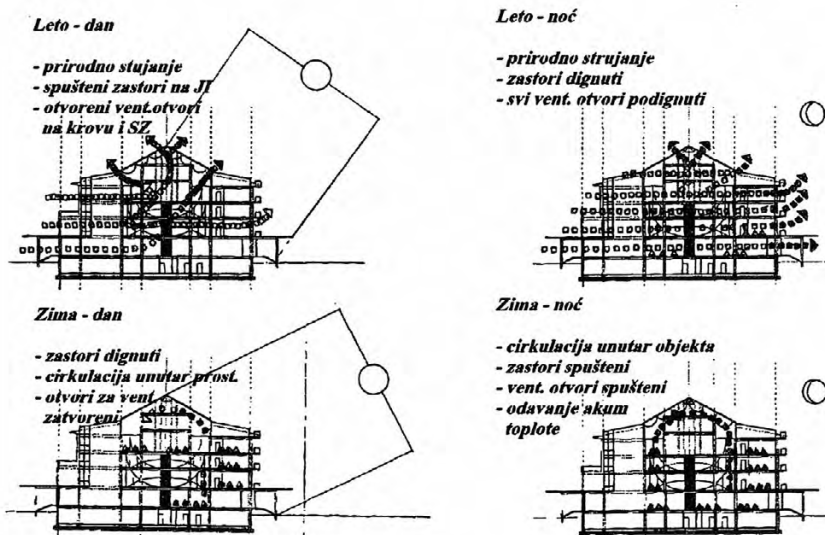 Leto - dan
- prirodno stujanje
- spušteni zastori na JI
- otvoreni vent.otvori
na krovu i SZ
Leto - noć
- prirodno strujanje
- zastori dignuti
- svi vent. otvori podignuti
Zima - dan
- zastori dignuti
- cirkulacija unutar prost.
- otvori za vent.
zatvoreni
Zima - noć
- cirkulacija unutar objekta
- zastori spušteni
- vent. otvori spušteni
- odavanje akum
toplote